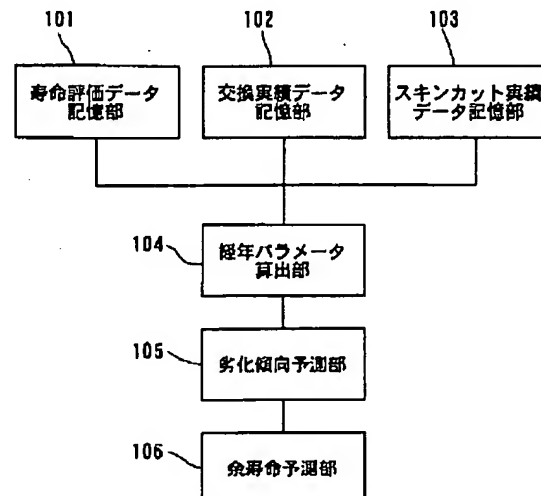 101
102
103
寿命評価データ
記憶部
交換実績データ
記憶部
スキンカット実績
データ記憶部
104
経年パラメータ
算出部
105
劣化傾向予測部
106
余寿命予測部